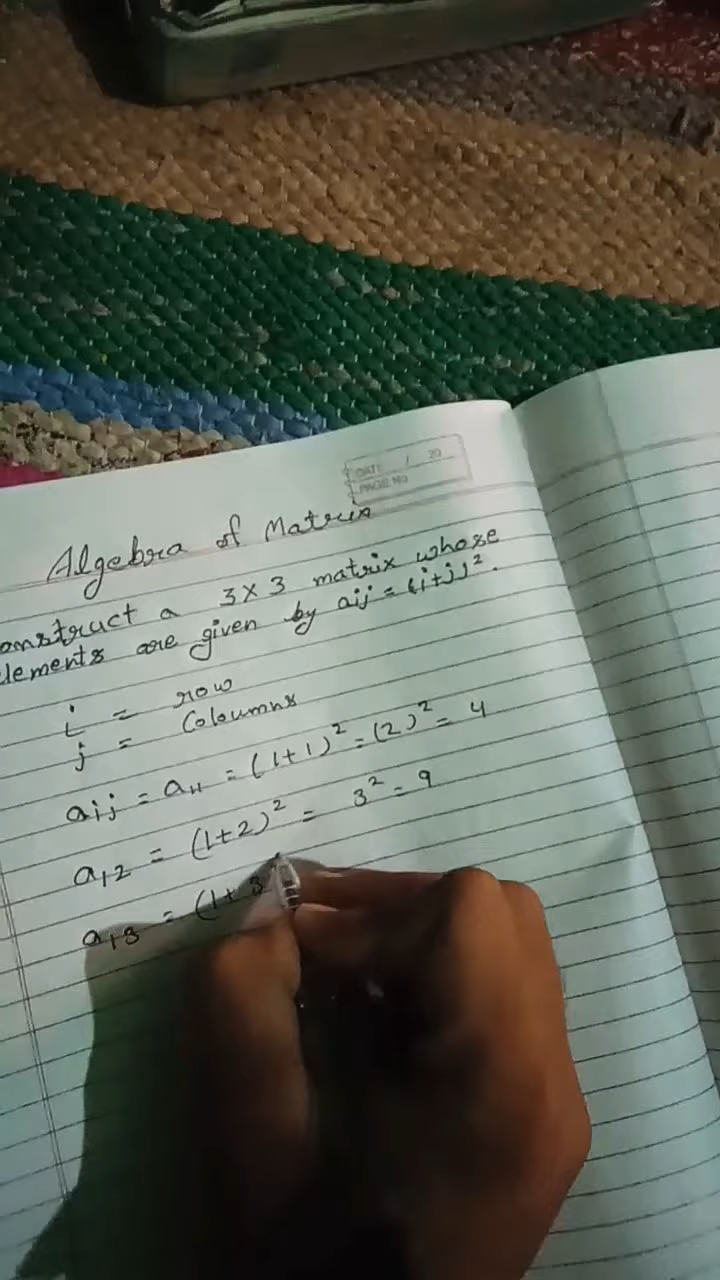 DATE / 20
PAGE NO
Algebra of Matrix
onstruct a 3×3 matrix whose
lements are given by aij = (i+j)².
i = row
j = Coloumns
aij = a₁₁ = (1+1)² = (2)² = 4
a₁₂ = (1+2)² = 3² = 9
a₁₃ = (1+3